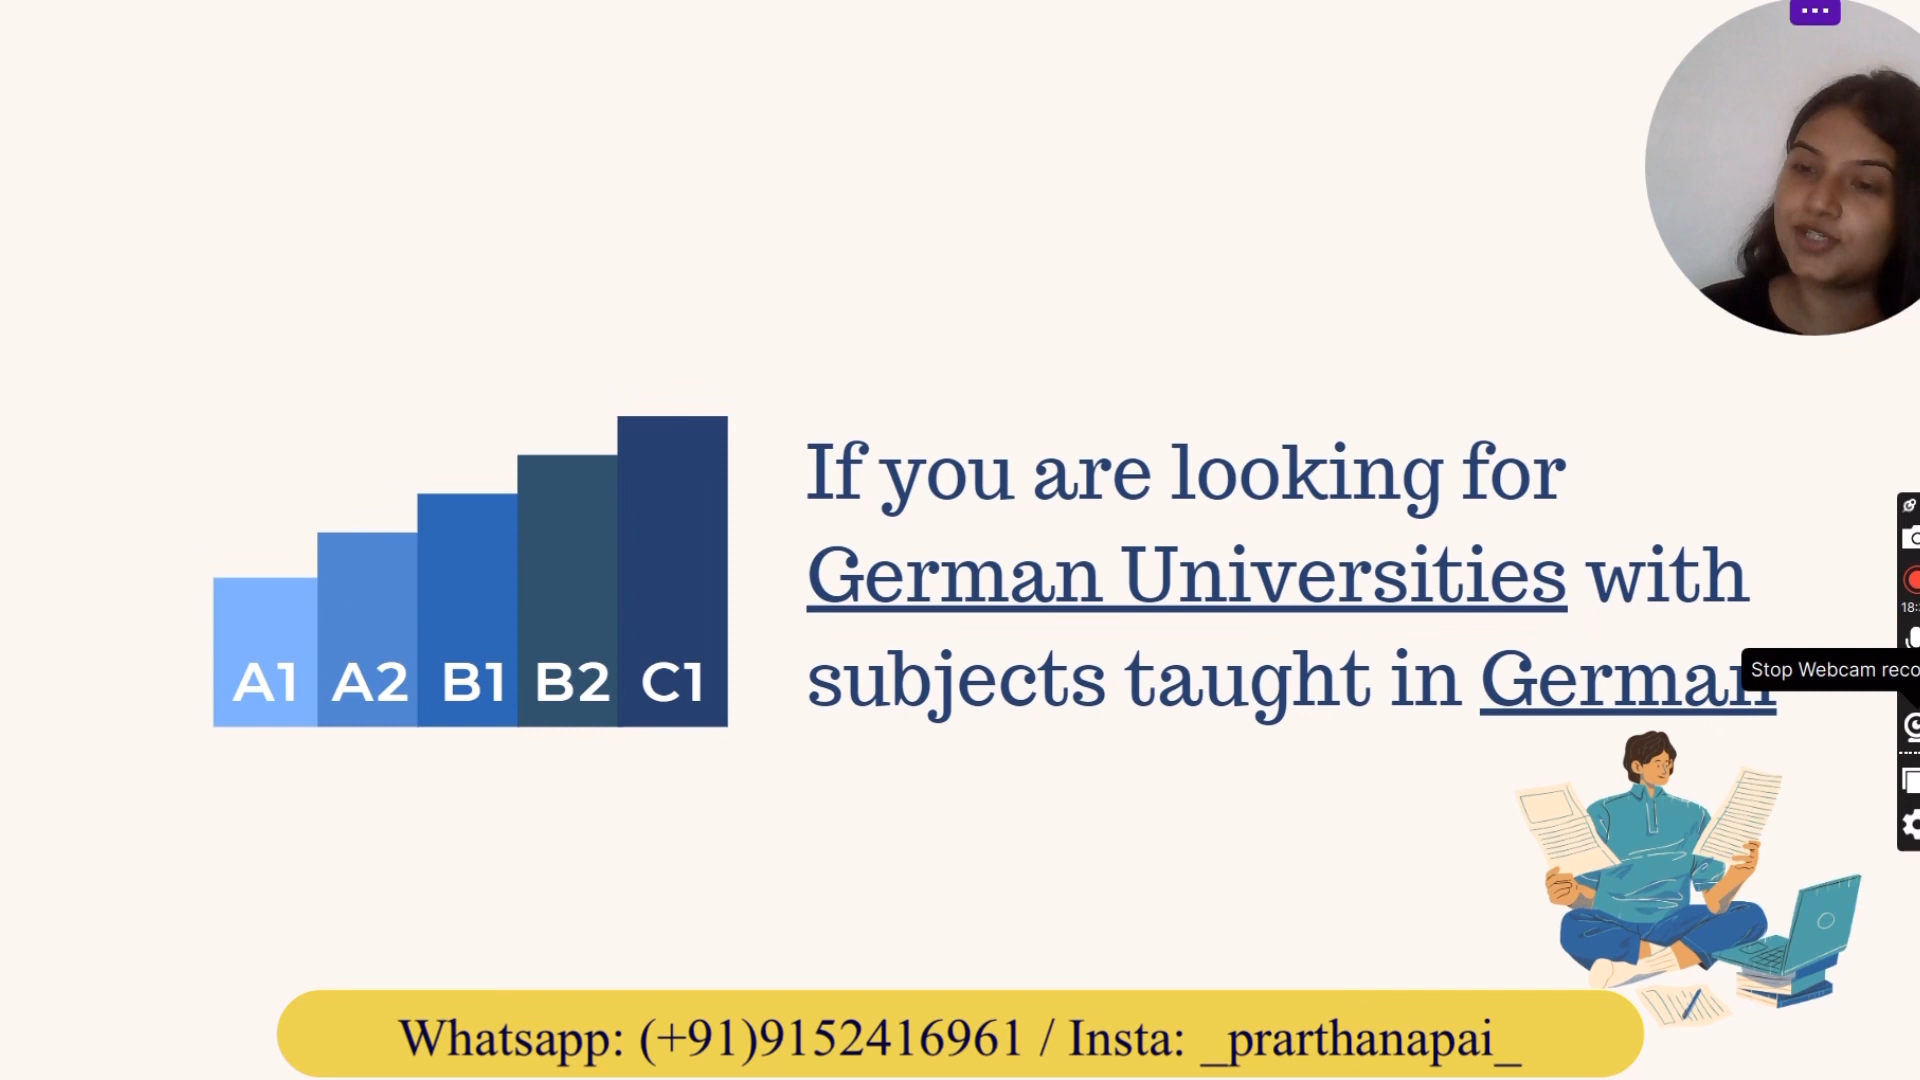 If you are looking for
German Universities with
subjects taught in German
A1 A2 B1 B2 C1
18:
Stop Webcam reco
Whatsapp: (+91)9152416961 / Insta: _prarthanapai_